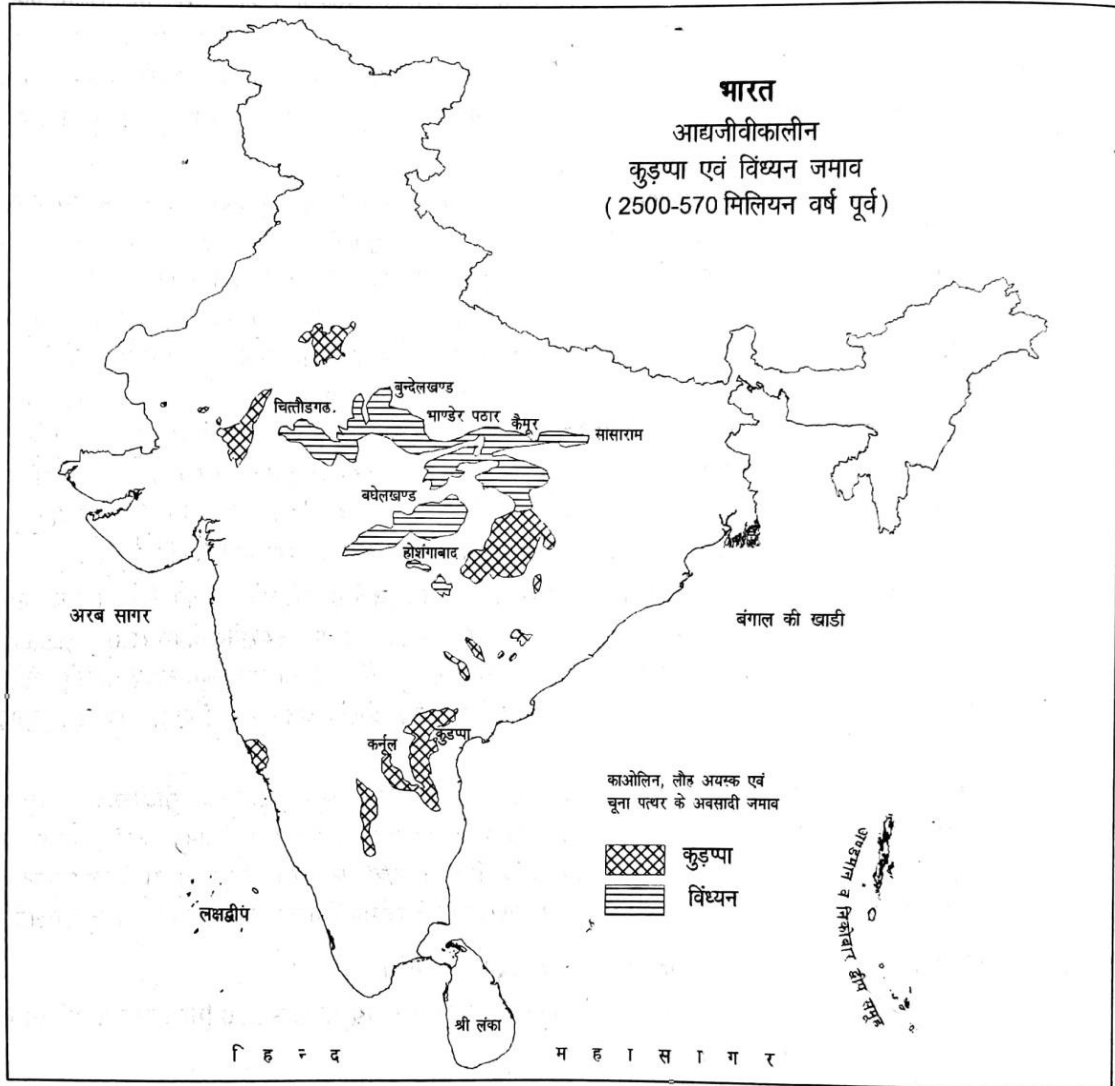 भारत
आद्यजीवीकालीन
कुड़प्पा एवं विंध्यन जमाव
(2500-570 मिलियन वर्ष पूर्व)
बुन्देलखण्ड
चित्तौडगढ.
भाण्डेर पठार
कैमूर
सासाराम
बघेलखण्ड
होशंगाबाद
अरब सागर
बंगाल की खाडी
कर्नूल
कुडप्पा
काओलिन, लौह अयस्क एवं
चूना पत्थर के अवसादी जमाव
कुड़प्पा
विंध्यन
लक्षद्वीप
अण्डमान व निकोबार द्वीप समूह
श्री लंका
हिन्द महासागर